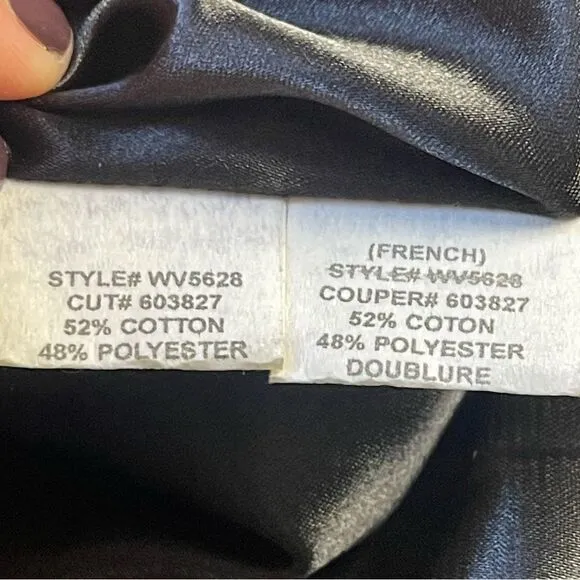 STYLE# WV5628
CUT# 603827
52% COTTON
48% POLYESTER
(FRENCH)
STYLE# WV5628
COUPER# 603827
52% COTON
48% POLYESTER
DOUBLURE